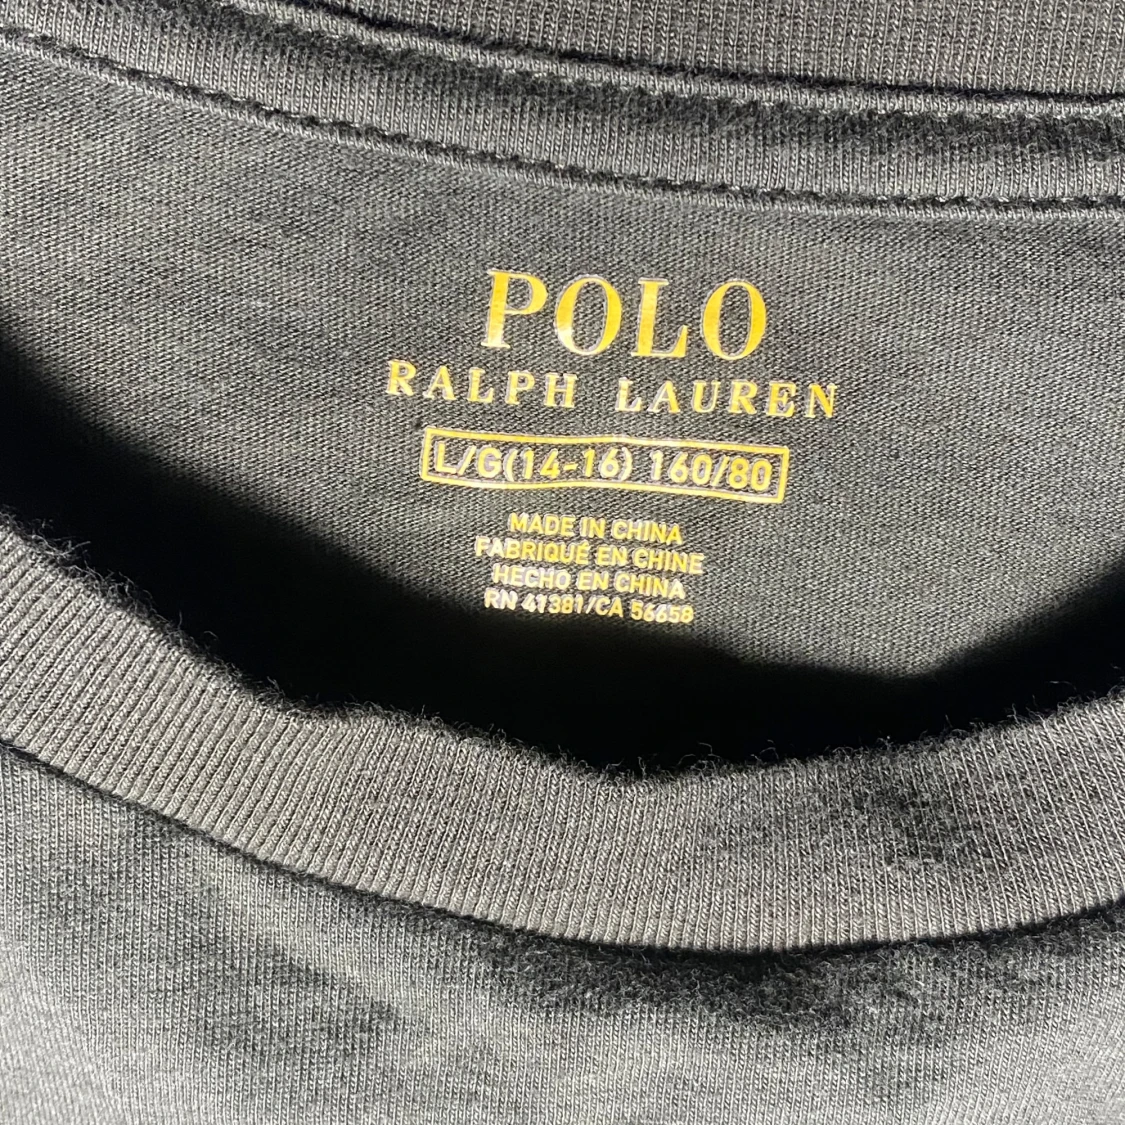 POLO
RALPH LAUREN
L/G(14-16) 160/80
MADE IN CHINA
FABRIQUÉ EN CHINE
HECHO EN CHINA
RN 41381/CA 56658